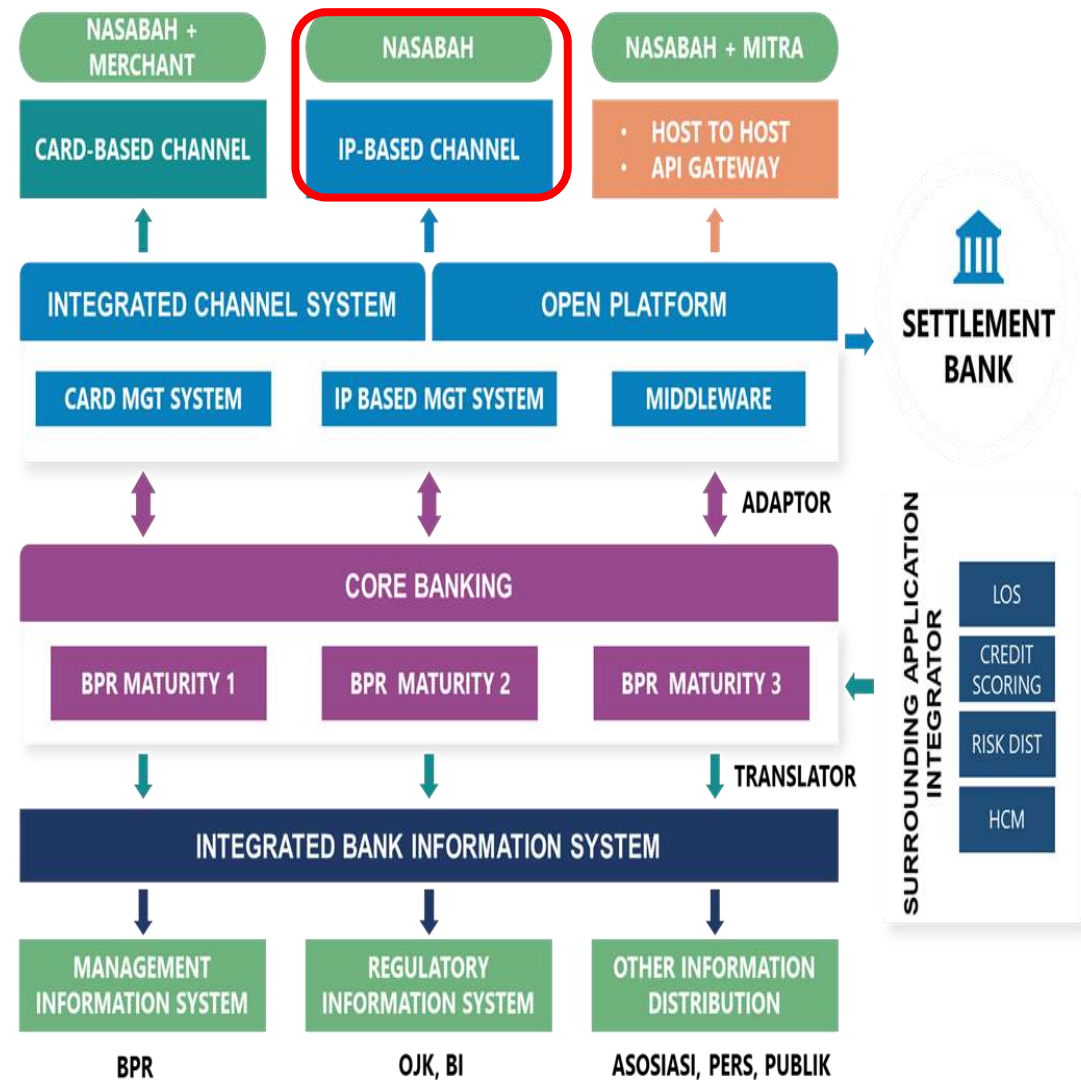 NASABAH +
MERCHANT
NASABAH
NASABAH + MITRA
CARD-BASED CHANNEL
IP-BASED CHANNEL
• HOST TO HOST
• API GATEWAY
INTEGRATED CHANNEL SYSTEM
OPEN PLATFORM
CARD MGT SYSTEM
IP BASED MGT SYSTEM
MIDDLEWARE
SETTLEMENT
BANK
ADAPTOR
CORE BANKING
BPR MATURITY 1
BPR MATURITY 2
BPR MATURITY 3
SURROUNDING APPLICATION
INTEGRATOR
LOS
CREDIT
SCORING
RISK DIST
HCM
TRANSLATOR
INTEGRATED BANK INFORMATION SYSTEM
MANAGEMENT
INFORMATION SYSTEM
REGULATORY
INFORMATION SYSTEM
OTHER INFORMATION
DISTRIBUTION
BPR
OJK, BI
ASOSIASI, PERS, PUBLIK